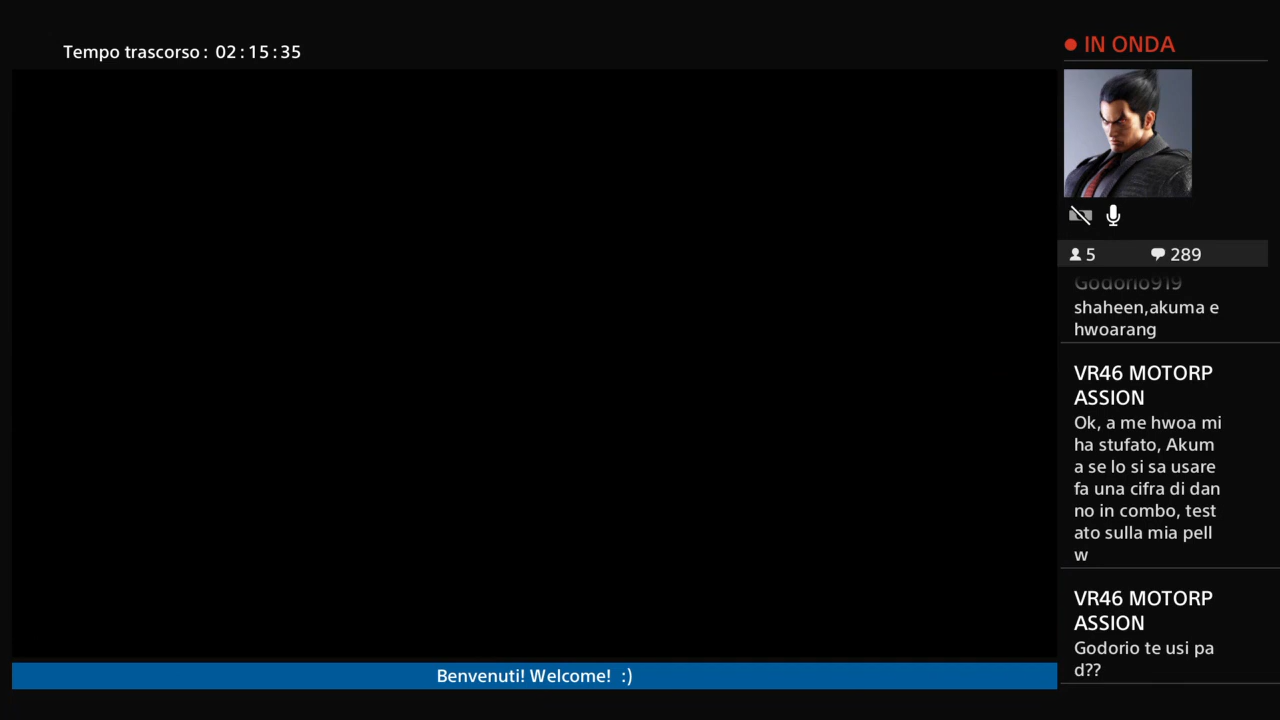 Tempo trascorso : 02 : 15 : 35
IN ONDA
5 289
Godorio919
shaheen,akuma e
hwoarang
VR46 MOTORP
ASSION
Ok, a me hwoa mi
ha stufato, Akum
a se lo si sa usare
fa una cifra di dan
no in combo, test
ato sulla mia pell
w
VR46 MOTORP
ASSION
Godorio te usi pa
d??
Benvenuti! Welcome! :)